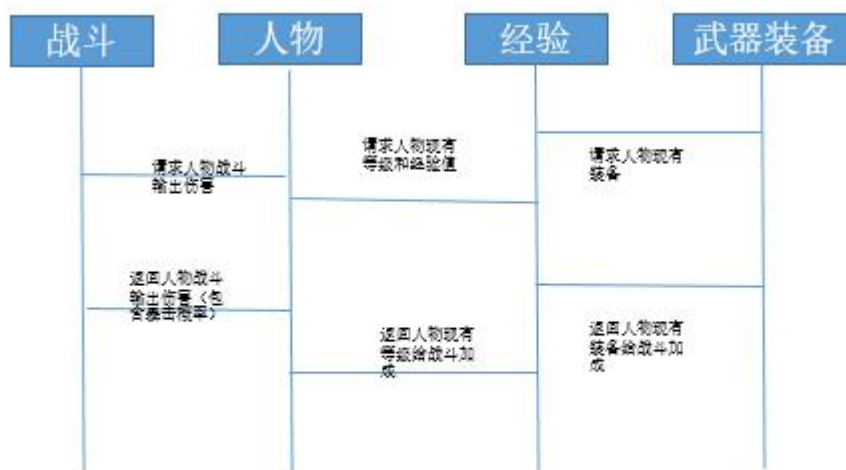 战斗
人物
经验
武器装备
请求人物战斗
输出伤害
请求人物现有
等级和经验值
请求人物现有
装备
返回人物战斗
输出伤害（包
含暴击概率）
返回人物现有
等级给战斗加
成
返回人物现有
装备给战斗加
成